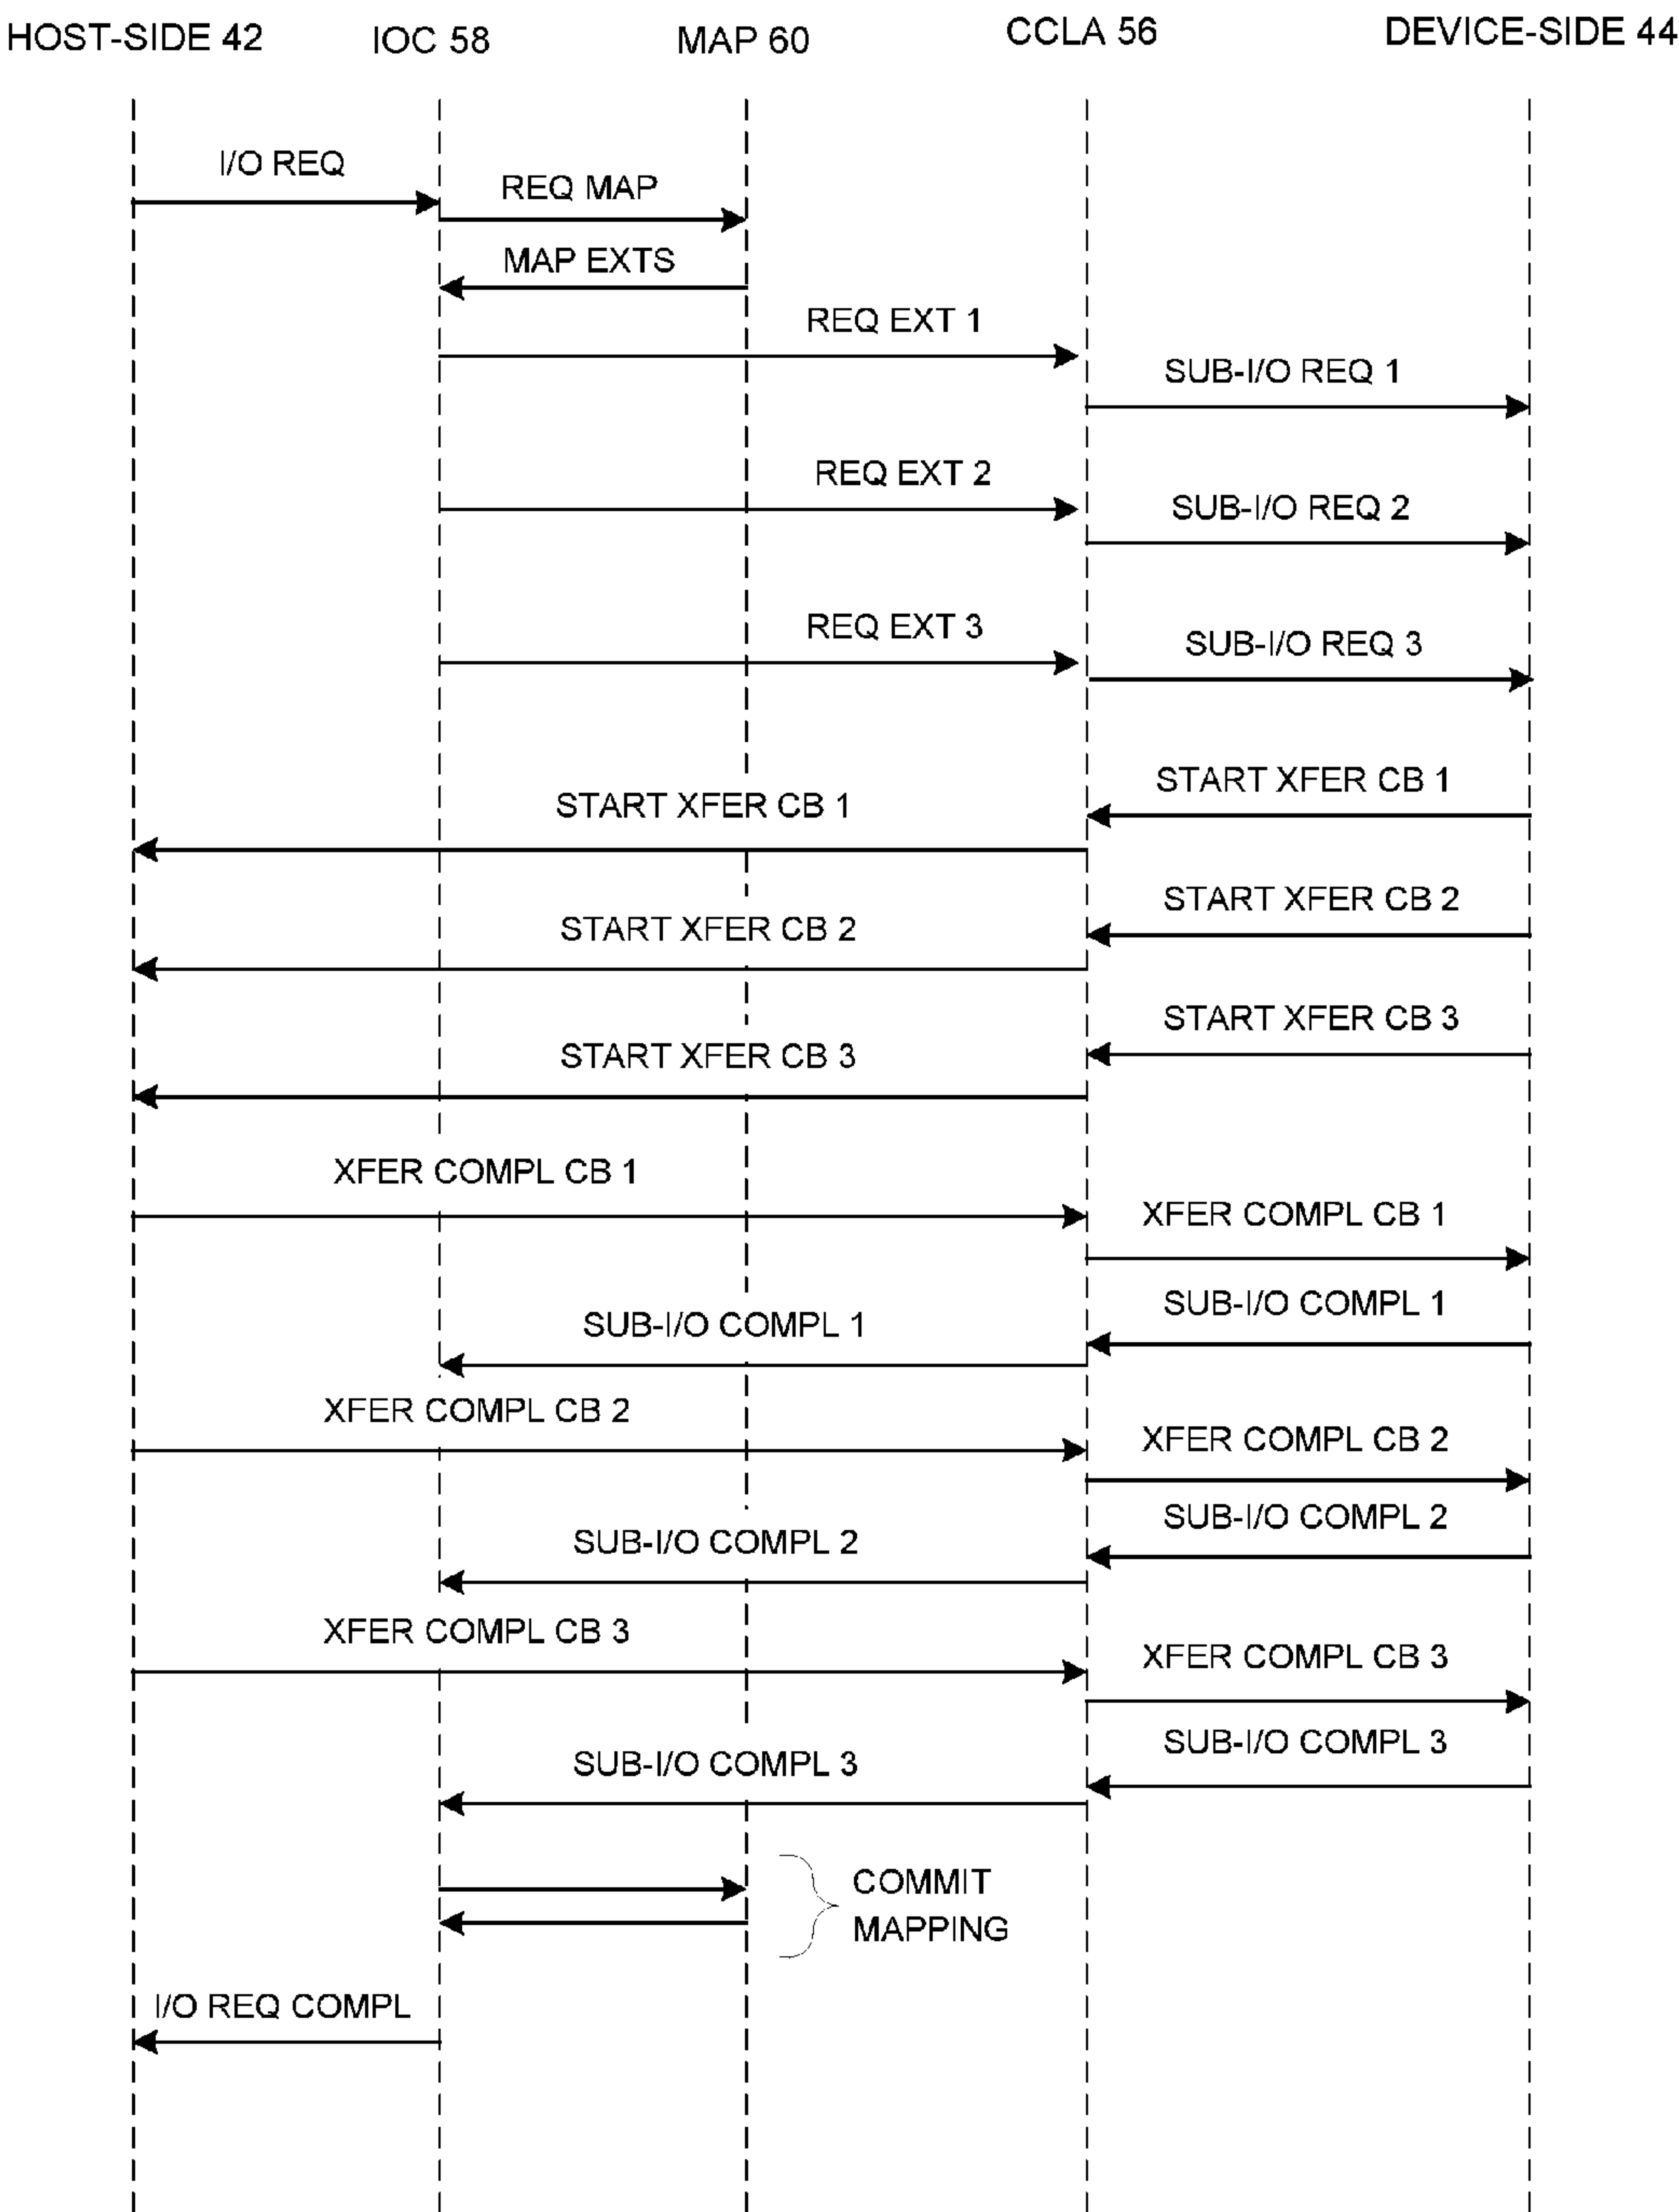 HOST-SIDE 42
IOC 58
MAP 60
CCLA 56
DEVICE-SIDE 44
I/O REQ
REQ MAP
MAP EXTS
REQ EXT 1
SUB-I/O REQ 1
REQ EXT 2
SUB-I/O REQ 2
REQ EXT 3
SUB-I/O REQ 3
START XFER CB 1
START XFER CB 1
START XFER CB 2
START XFER CB 2
START XFER CB 3
START XFER CB 3
XFER COMPL CB 1
XFER COMPL CB 1
SUB-I/O COMPL 1
SUB-I/O COMPL 1
XFER COMPL CB 2
XFER COMPL CB 2
SUB-I/O COMPL 2
SUB-I/O COMPL 2
XFER COMPL CB 3
XFER COMPL CB 3
SUB-I/O COMPL 3
SUB-I/O COMPL 3
COMMIT
MAPPING
I/O REQ COMPL